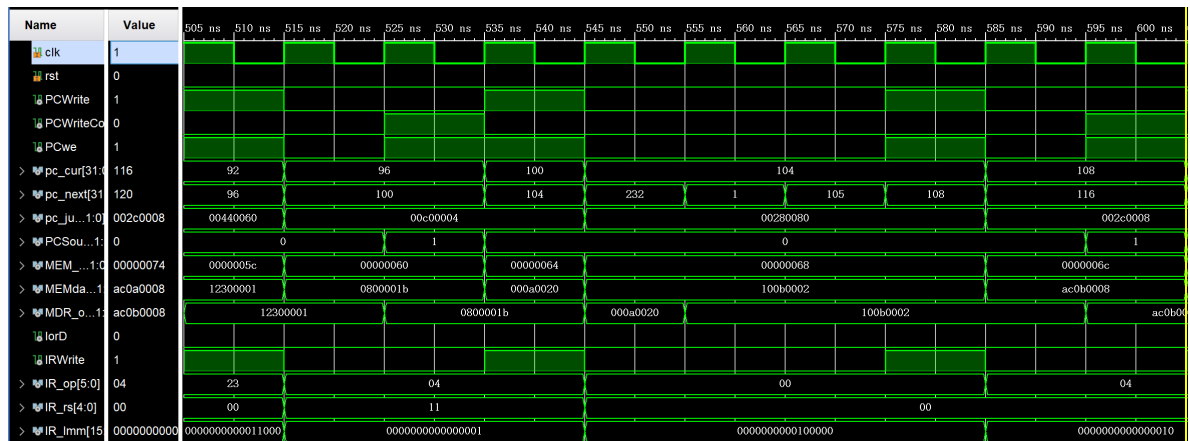 Name Value 505 ns 510 ns 515 ns 520 ns 525 ns 530 ns 535 ns 540 ns 545 ns 550 ns 555 ns 560 ns 565 ns 570 ns 575 ns 580 ns 585 ns 590 ns 595 ns 600 ns
clk 1
rst 0
PCWrite 1
PCWriteCo 0
PCwe 1
pc_cur[31:0 116 92 96 100 104 108
pc_next[31 120 96 100 104 232 1 105 108 116
pc_ju...1:0] 002c0008 00440060 00c00004 00280080 002c0008
PCSou...1: 0 0 1 0 1
MEM_...1:0 00000074 0000005c 00000060 00000064 00000068 0000006c
MEMda...1 ac0a0008 12300001 0800001b 000a0020 100b0002 ac0b0008
MDR_o...1: ac0b0008 12300001 0800001b 000a0020 100b0002 ac0b00
IorD 0
IRWrite 1
IR_op[5:0] 04 23 04 00 04
IR_rs[4:0] 00 00 11 00
IR_Imm[15 0000000000 0000000000011000 0000000000000001 0000000000100000 0000000000000010